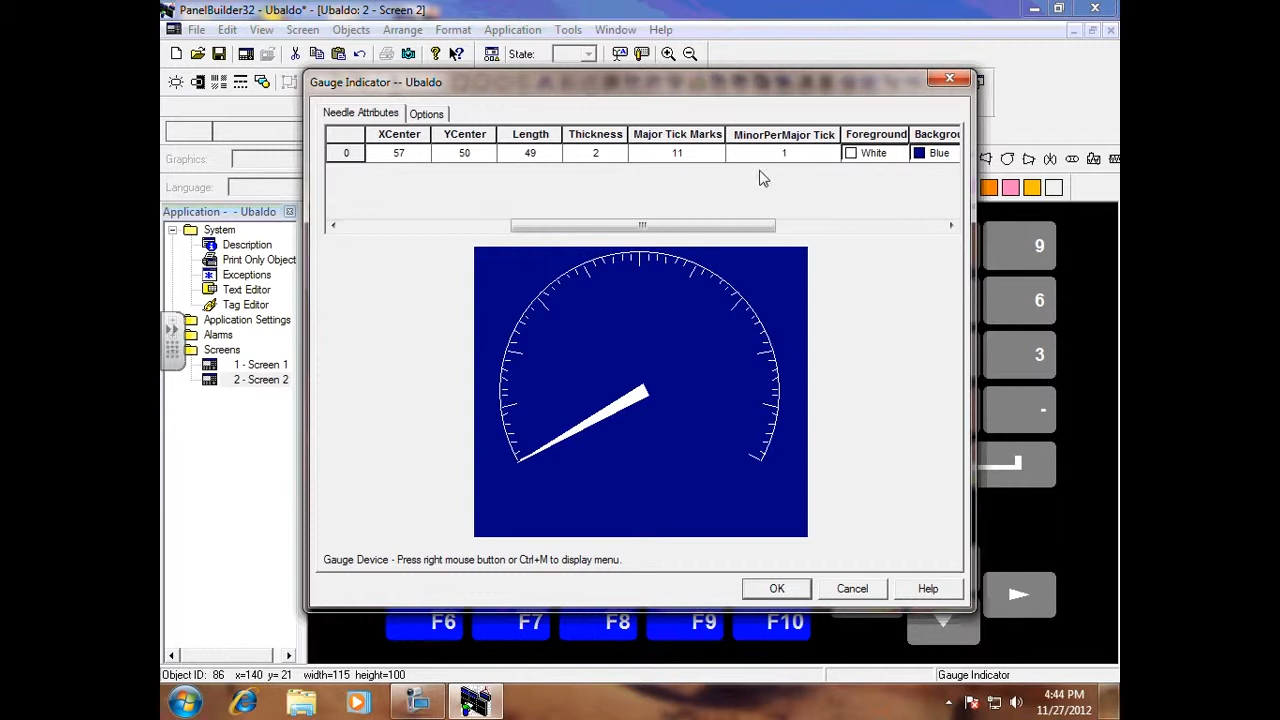 PanelBuilder32 - Ubaldo* - [Ubaldo: 2 - Screen 2]
File Edit View Screen Objects Arrange Format Application Tools Window Help
State:
Gauge Indicator -- Ubaldo
Needle Attributes Options
XCenter YCenter Length Thickness Major Tick Marks MinorPerMajor Tick Foreground Backgrou
0 57 50 49 2 11 1 White Blue
Graphics:
Language:
Application - - Ubaldo
System
Description
Print Only Object
Exceptions
Text Editor
Tag Editor
Application Settings
Alarms
Screens
1 - Screen 1
2 - Screen 2
9
6
3
-
Gauge Device - Press right mouse button or Ctrl+M to display menu.
OK Cancel Help
F6 F7 F8 F9 F10
Object ID: 86 x=140 y= 21 width=115 height=100
Gauge Indicator
4:44 PM
11/27/2012